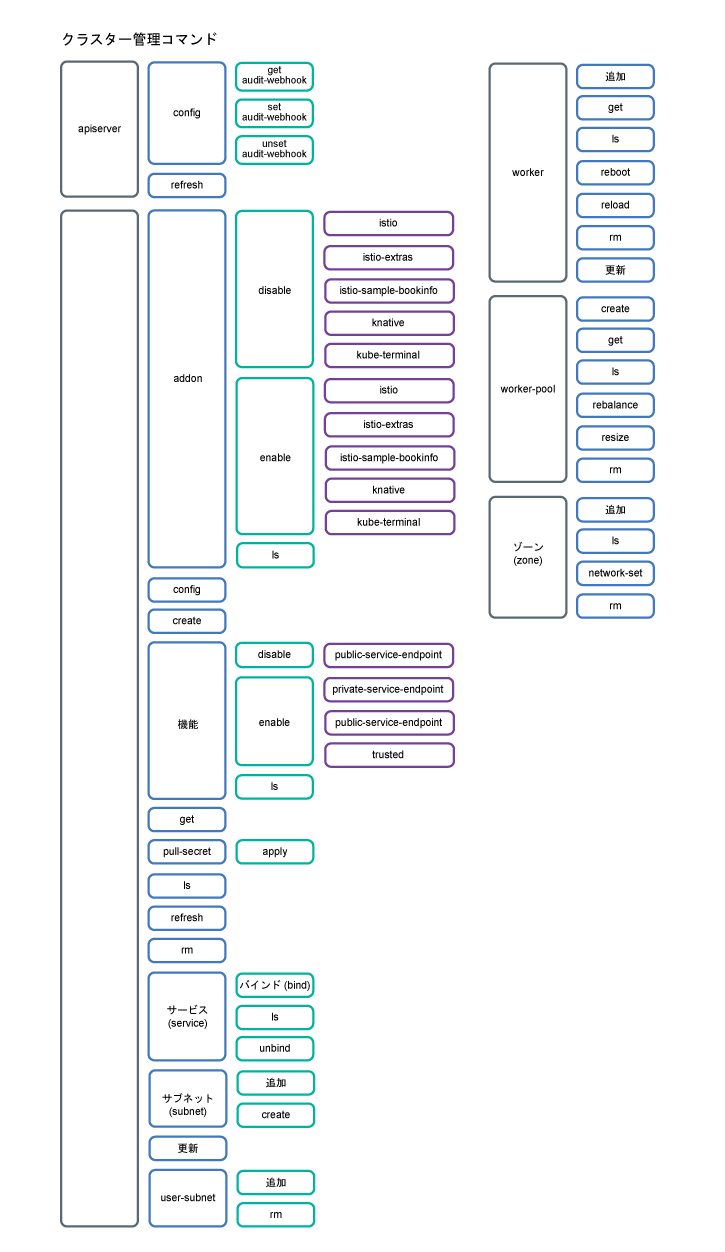 クラスター管理コマンド
apiserver
config
get
audit-webhook
set
audit-webhook
unset
audit-webhook
refresh
addon
disable
istio
istio-extras
istio-sample-bookinfo
knative
kube-terminal
enable
istio
istio-extras
istio-sample-bookinfo
knative
kube-terminal
ls
config
create
機能
disable
public-service-endpoint
enable
private-service-endpoint
public-service-endpoint
trusted
ls
get
pull-secret
apply
ls
refresh
rm
サービス
(service)
バインド (bind)
ls
unbind
サブネット
(subnet)
追加
create
更新
user-subnet
追加
rm
worker
追加
get
ls
reboot
reload
rm
更新
worker-pool
create
get
ls
rebalance
resize
rm
ゾーン
(zone)
追加
ls
network-set
rm